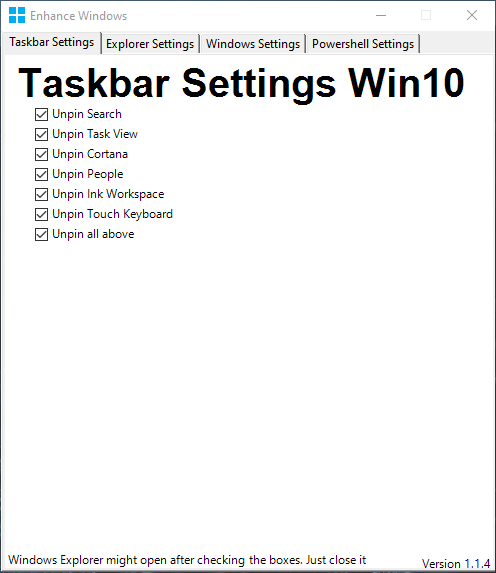 Enhance Windows
Taskbar Settings Explorer Settings Windows Settings Powershell Settings
Taskbar Settings Win10
Unpin Search
Unpin Task View
Unpin Cortana
Unpin People
Unpin Ink Workspace
Unpin Touch Keyboard
Unpin all above
Windows Explorer might open after checking the boxes. Just close it
Version 1.1.4